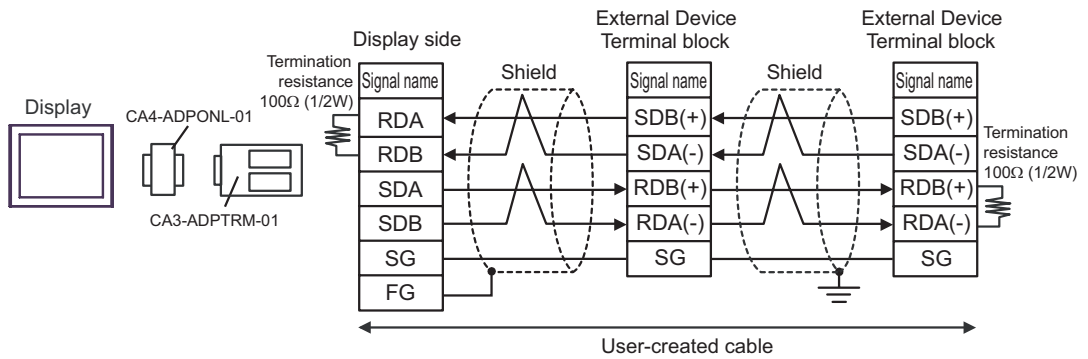 External Device
Terminal block
External Device
Terminal block
Display side
Termination
resistance
100Ω (1/2W)
Signal name
Shield
Signal name
Shield
Signal name
Display
CA4-ADPONL-01
CA3-ADPTRM-01
RDA
RDB
SDA
SDB
SG
FG
SDB(+)
SDA(-)
RDB(+)
RDA(-)
SG
SDB(+)
SDA(-)
RDB(+)
RDA(-)
SG
Termination
resistance
100Ω (1/2W)
User-created cable